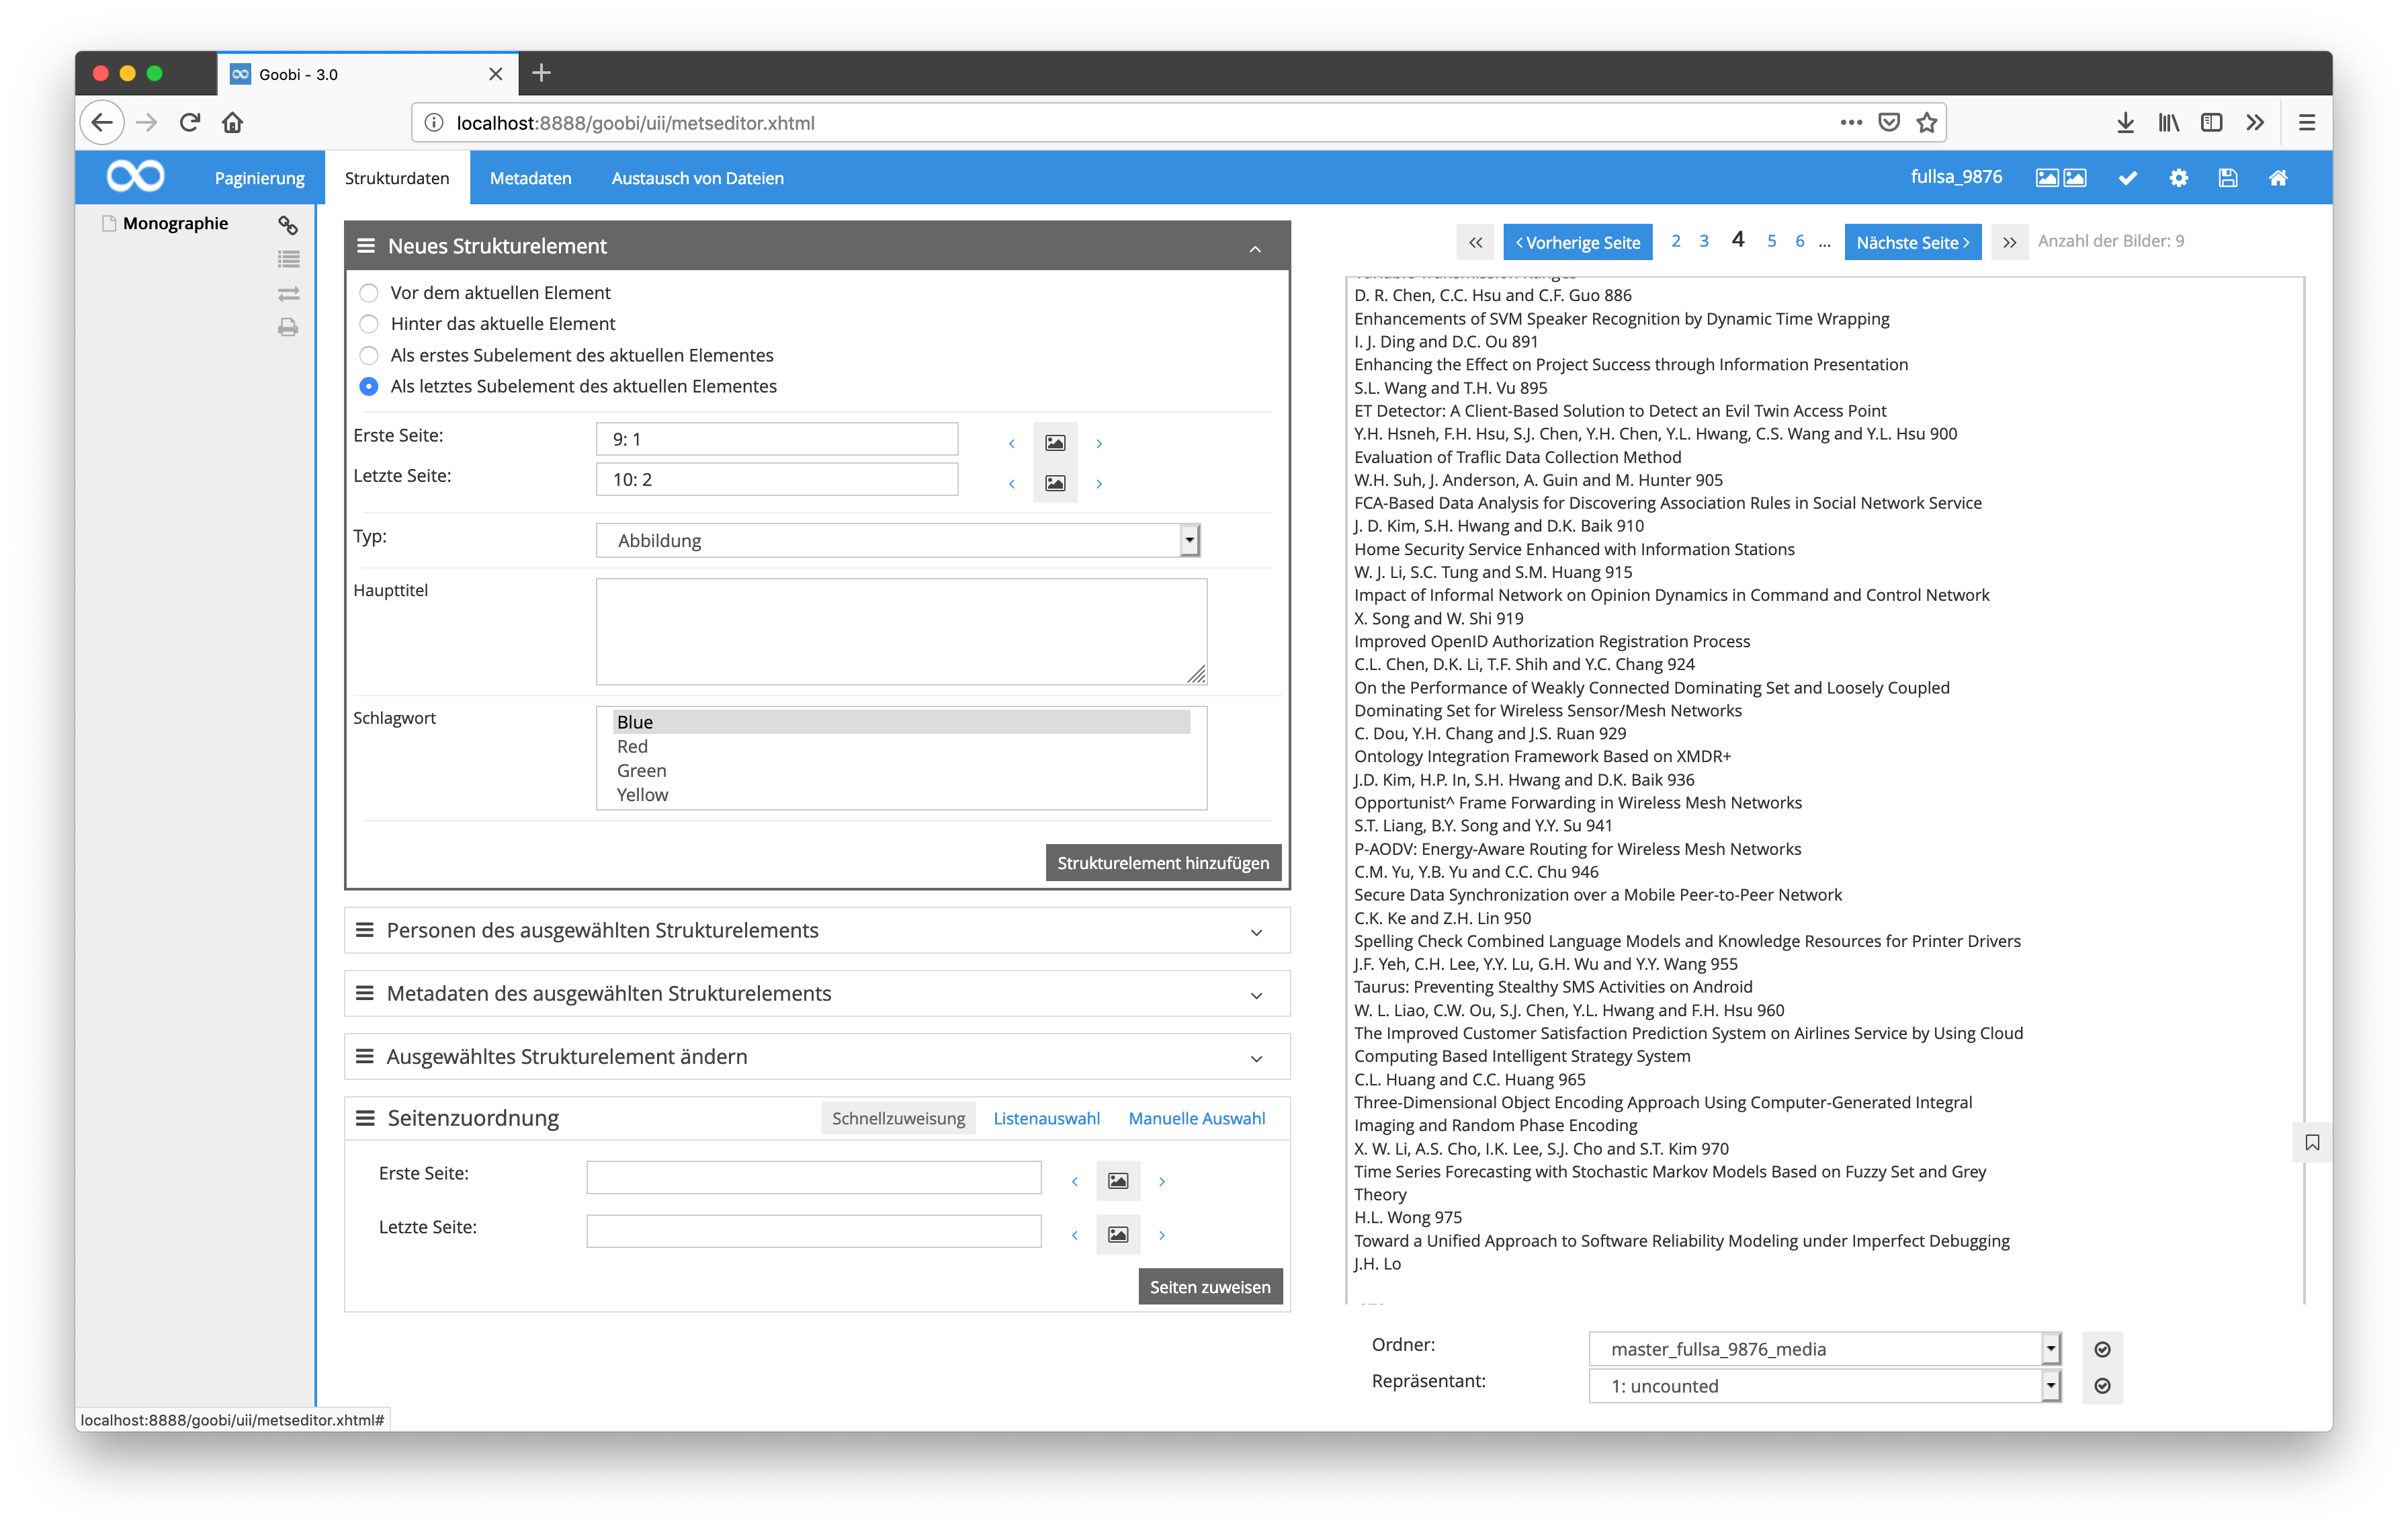 Goobi - 3.0
localhost:8888/goobi/uii/metseditor.xhtml
Paginierung
Strukturdaten
Metadaten
Austausch von Dateien
fullsa_9876
Monographie
Neues Strukturelement
Vor dem aktuellen Element
Hinter das aktuelle Element
Als erstes Subelement des aktuellen Elementes
Als letztes Subelement des aktuellen Elementes
Erste Seite:
9: 1
Letzte Seite:
10: 2
Typ:
Abbildung
Haupttitel
Schlagwort
Blue
Red
Green
Yellow
Strukturelement hinzufügen
Personen des ausgewählten Strukturelements
Metadaten des ausgewählten Strukturelements
Ausgewähltes Strukturelement ändern
Seitenzuordnung
Schnellzuweisung
Listenauswahl
Manuelle Auswahl
Erste Seite:
Letzte Seite:
Seiten zuweisen
localhost:8888/goobi/uii/metseditor.xhtml#
« ‹ Vorherige Seite 2 3 4 5 6 ... Nächste Seite › » Anzahl der Bilder: 9
Variable Transmission Ranges
D. R. Chen, C.C. Hsu and C.F. Guo 886
Enhancements of SVM Speaker Recognition by Dynamic Time Wrapping
I. J. Ding and D.C. Ou 891
Enhancing the Effect on Project Success through Information Presentation
S.L. Wang and T.H. Vu 895
ET Detector: A Client-Based Solution to Detect an Evil Twin Access Point
Y.H. Hsneh, F.H. Hsu, S.J. Chen, Y.H. Chen, Y.L. Hwang, C.S. Wang and Y.L. Hsu 900
Evaluation of Traflic Data Collection Method
W.H. Suh, J. Anderson, A. Guin and M. Hunter 905
FCA-Based Data Analysis for Discovering Association Rules in Social Network Service
J. D. Kim, S.H. Hwang and D.K. Baik 910
Home Security Service Enhanced with Information Stations
W. J. Li, S.C. Tung and S.M. Huang 915
Impact of Informal Network on Opinion Dynamics in Command and Control Network
X. Song and W. Shi 919
Improved OpenID Authorization Registration Process
C.L. Chen, D.K. Li, T.F. Shih and Y.C. Chang 924
On the Performance of Weakly Connected Dominating Set and Loosely Coupled
Dominating Set for Wireless Sensor/Mesh Networks
C. Dou, Y.H. Chang and J.S. Ruan 929
Ontology Integration Framework Based on XMDR+
J.D. Kim, H.P. In, S.H. Hwang and D.K. Baik 936
Opportunist^ Frame Forwarding in Wireless Mesh Networks
S.T. Liang, B.Y. Song and Y.Y. Su 941
P-AODV: Energy-Aware Routing for Wireless Mesh Networks
C.M. Yu, Y.B. Yu and C.C. Chu 946
Secure Data Synchronization over a Mobile Peer-to-Peer Network
C.K. Ke and Z.H. Lin 950
Spelling Check Combined Language Models and Knowledge Resources for Printer Drivers
J.F. Yeh, C.H. Lee, Y.Y. Lu, G.H. Wu and Y.Y. Wang 955
Taurus: Preventing Stealthy SMS Activities on Android
W. L. Liao, C.W. Ou, S.J. Chen, Y.L. Hwang and F.H. Hsu 960
The Improved Customer Satisfaction Prediction System on Airlines Service by Using Cloud
Computing Based Intelligent Strategy System
C.L. Huang and C.C. Huang 965
Three-Dimensional Object Encoding Approach Using Computer-Generated Integral
Imaging and Random Phase Encoding
X. W. Li, A.S. Cho, I.K. Lee, S.J. Cho and S.T. Kim 970
Time Series Forecasting with Stochastic Markov Models Based on Fuzzy Set and Grey
Theory
H.L. Wong 975
Toward a Unified Approach to Software Reliability Modeling under Imperfect Debugging
J.H. Lo
Ordner:
master_fullsa_9876_media
Repräsentant:
1: uncounted